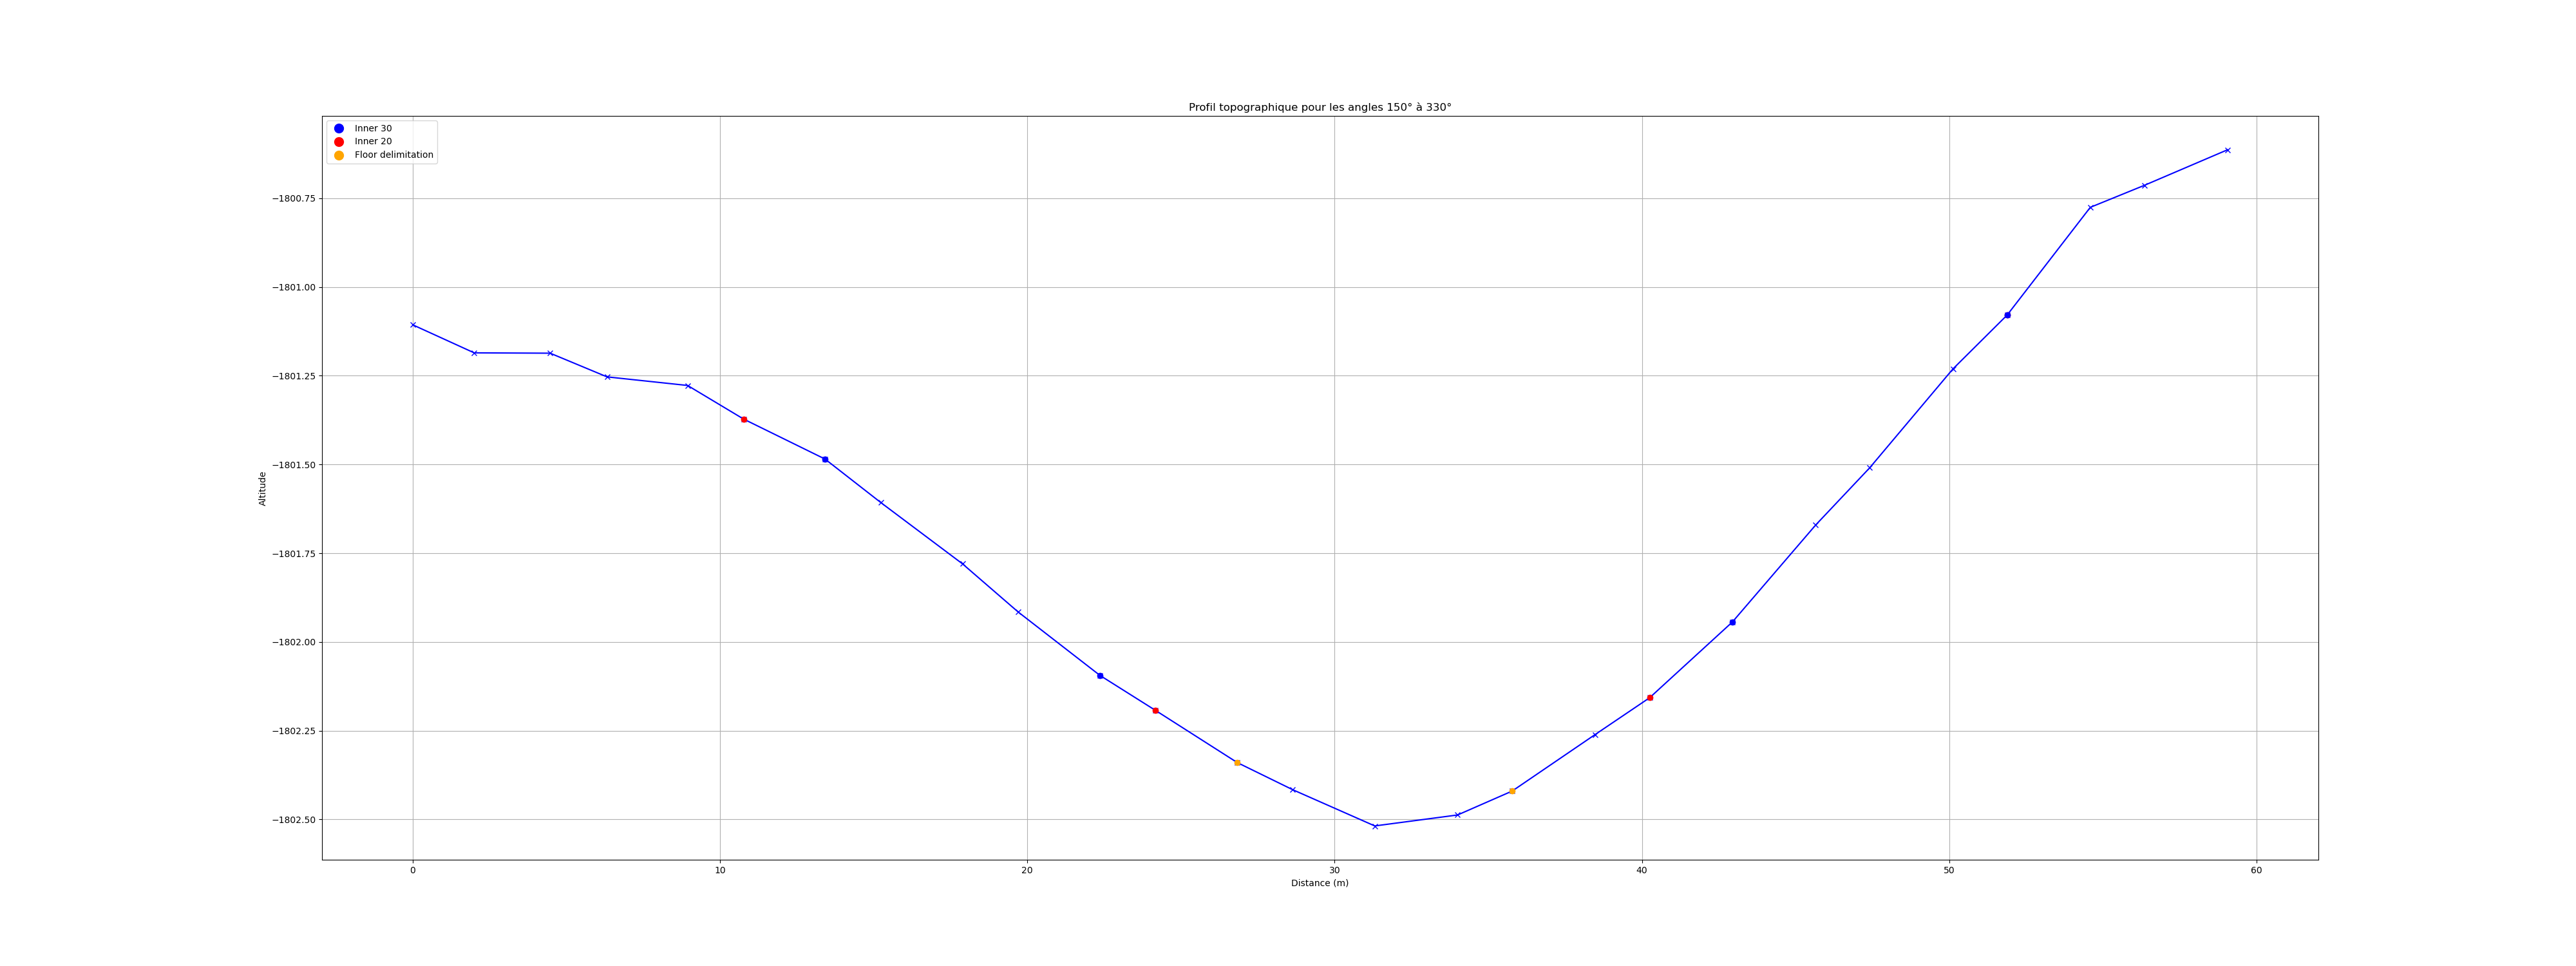 Profil topographique pour les angles 150° à 330°
Inner 30
Inner 20
Floor delimitation
−1800.75
−1801.00
−1801.25
−1801.50
−1801.75
−1802.00
−1802.25
−1802.50
Altitude
0 10 20 30 40 50 60
Distance (m)